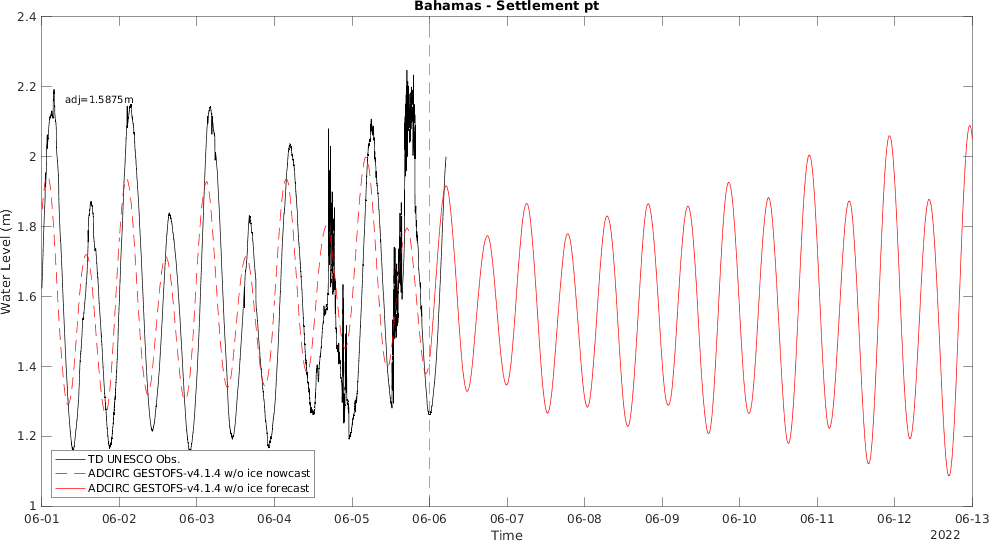 Bahamas - Settlement pt
2.4
2.2
2
1.8
1.6
1.4
1.2
1
Water Level (m)
adj=1.5875m
TD UNESCO Obs.
ADCIRC GESTOFS-v4.1.4 w/o ice nowcast
ADCIRC GESTOFS-v4.1.4 w/o ice forecast
06-01 06-02 06-03 06-04 06-05 06-06 06-07 06-08 06-09 06-10 06-11 06-12 06-13
Time
2022